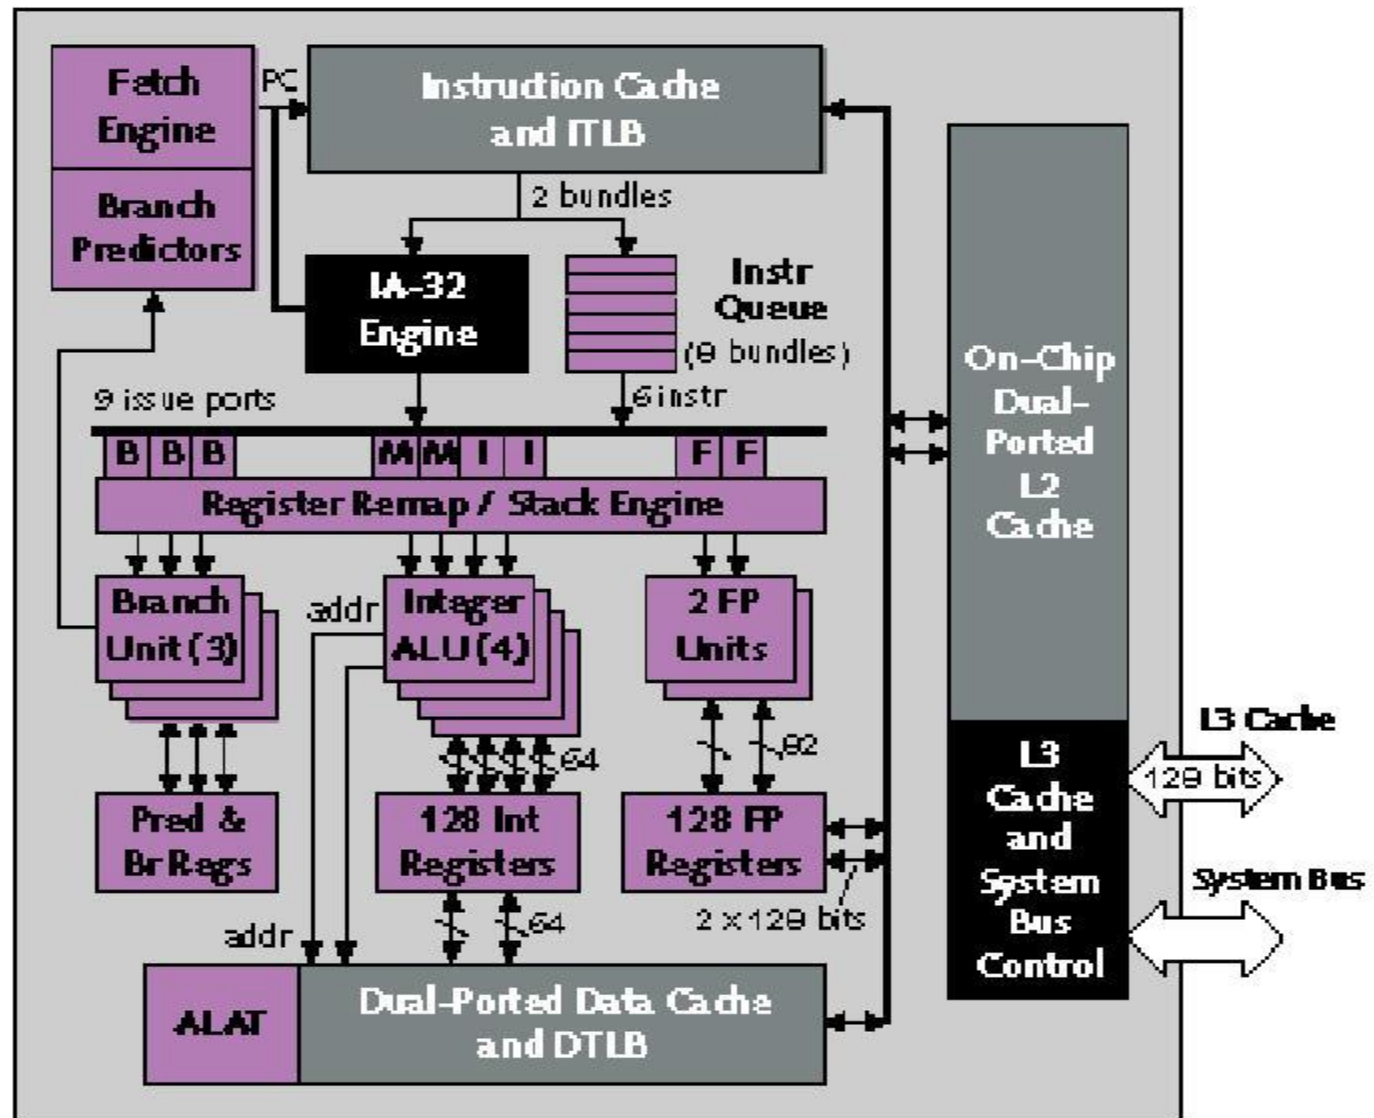 Fetch
Engine
PC
Instruction Cache
and ITLB
Branch
Predictors
2 bundles
IA-32
Engine
Instr
Queue
(8 bundles)
9 issue ports
6 instr
B B B
M M I I
F F
Register Remap / Stack Engine
Branch
Unit (3)
addr
Integer
ALU (4)
2 FP
Units
64
82
Pred &
Br Regs
128 Int
Registers
128 FP
Registers
addr
64
2 x 128 bits
ALAT
Dual-Ported Data Cache
and DTLB
On-Chip
Dual-
Ported
L2
Cache
L3
Cache
and
System
Bus
Control
L3 Cache
128 bits
System Bus